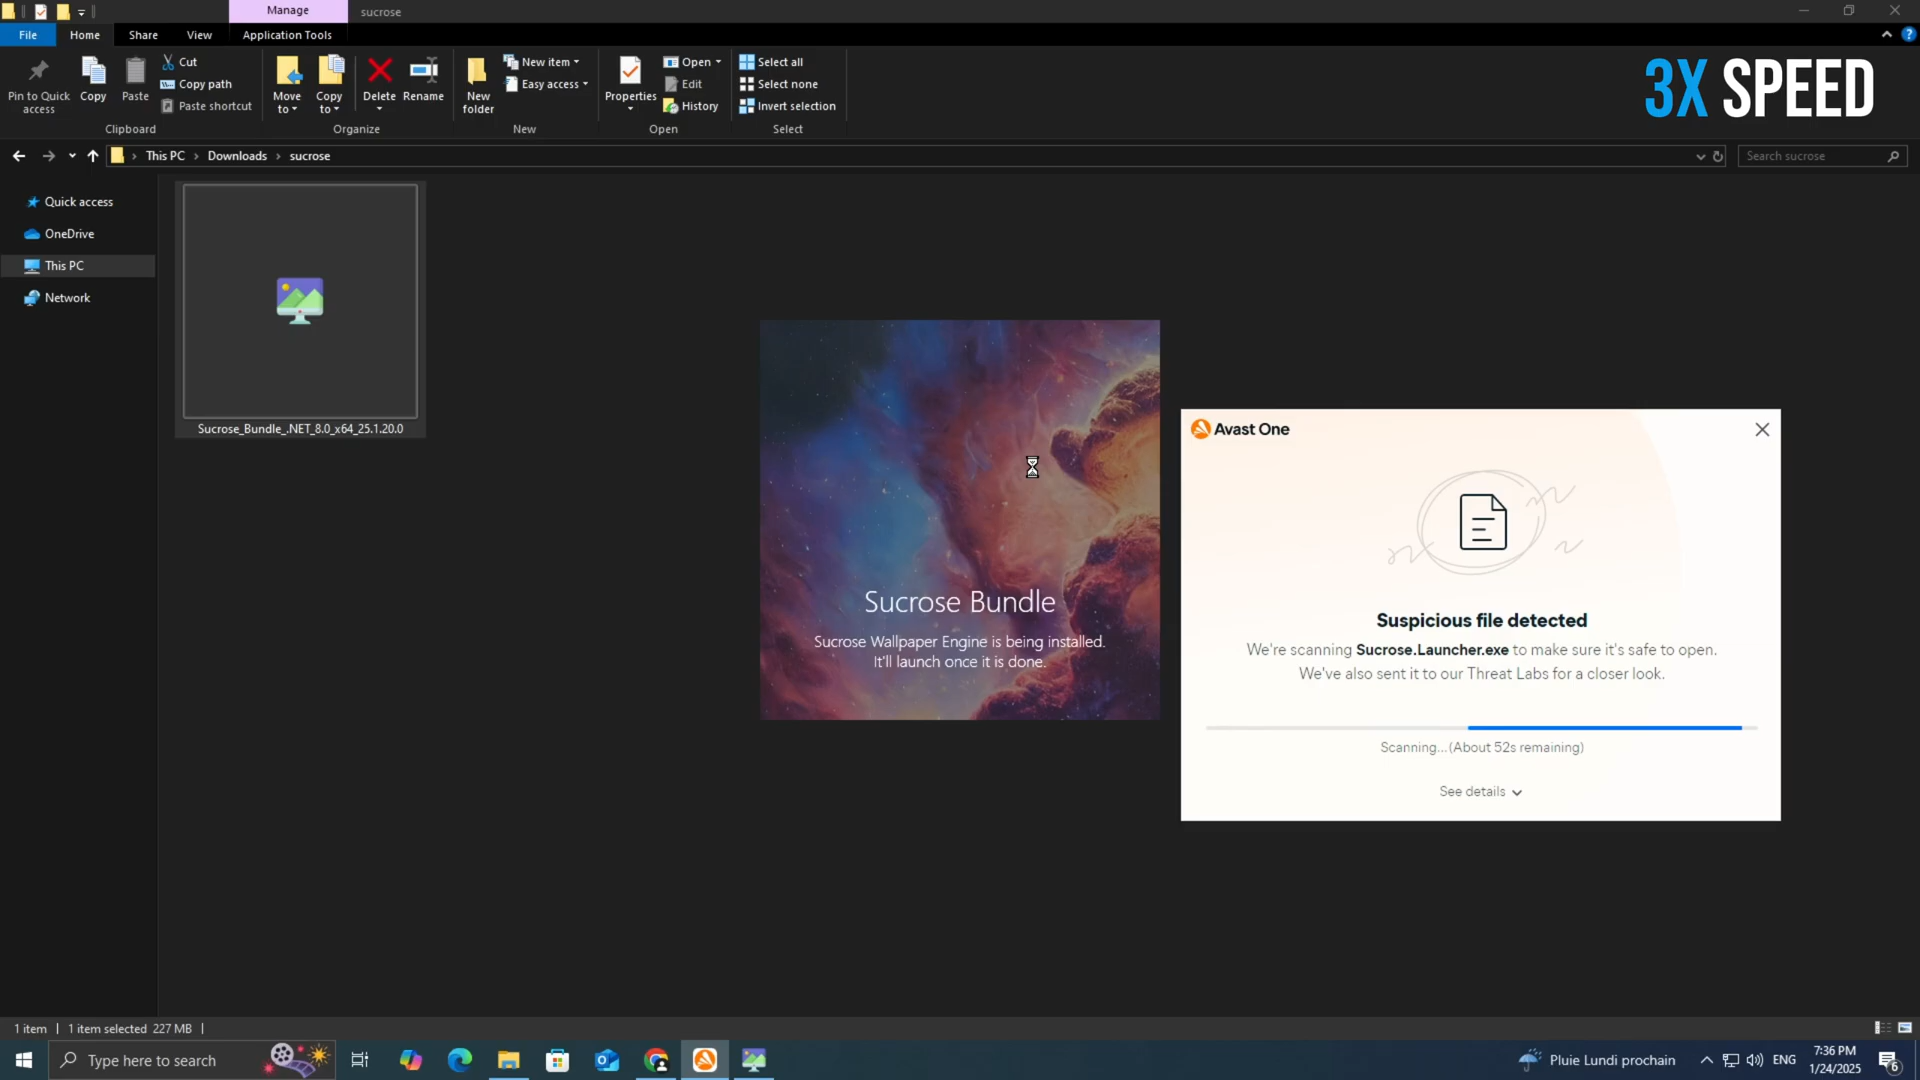 Manage
sucrose
File
Home
Share
View
Application Tools
Pin to Quick
access
Copy
Paste
Cut
Copy path
Paste shortcut
Clipboard
Move
to
Copy
to
Delete
Rename
Organize
New
folder
New item
Easy access
New
Properties
Open
Edit
History
Open
Select all
Select none
Invert selection
Select
3X SPEED
This PC > Downloads > sucrose
Search sucrose
Quick access
OneDrive
This PC
Network
Sucrose_Bundle_.NET_8.0_x64_25.1.20.0
Sucrose Bundle
Sucrose Wallpaper Engine is being installed.
It'll launch once it is done.
Avast One
Suspicious file detected
We're scanning Sucrose.Launcher.exe to make sure it's safe to open.
We've also sent it to our Threat Labs for a closer look.
Scanning...(About 52s remaining)
See details
1 item | 1 item selected 227 MB |
Type here to search
Pluie Lundi prochain
ENG
7:36 PM
1/24/2025
6